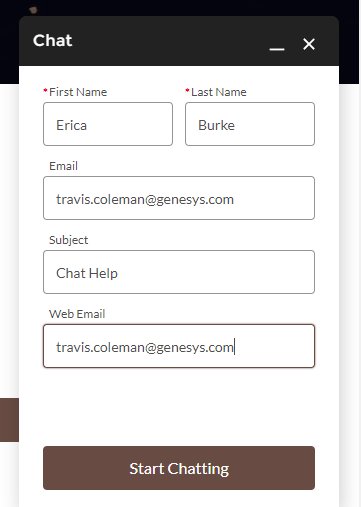 Chat
*First Name *Last Name
Erica Burke
Email
travis.coleman@genesys.com
Subject
Chat Help
Web Email
travis.coleman@genesys.com
Start Chatting